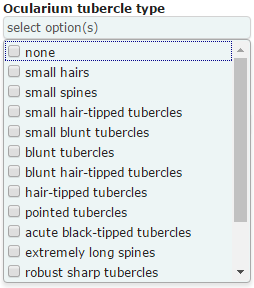 Ocularium tubercle type
select option(s)
none
small hairs
small spines
small hair-tipped tubercles
small blunt tubercles
blunt tubercles
blunt hair-tipped tubercles
hair-tipped tubercles
pointed tubercles
acute black-tipped tubercles
extremely long spines
robust sharp tubercles